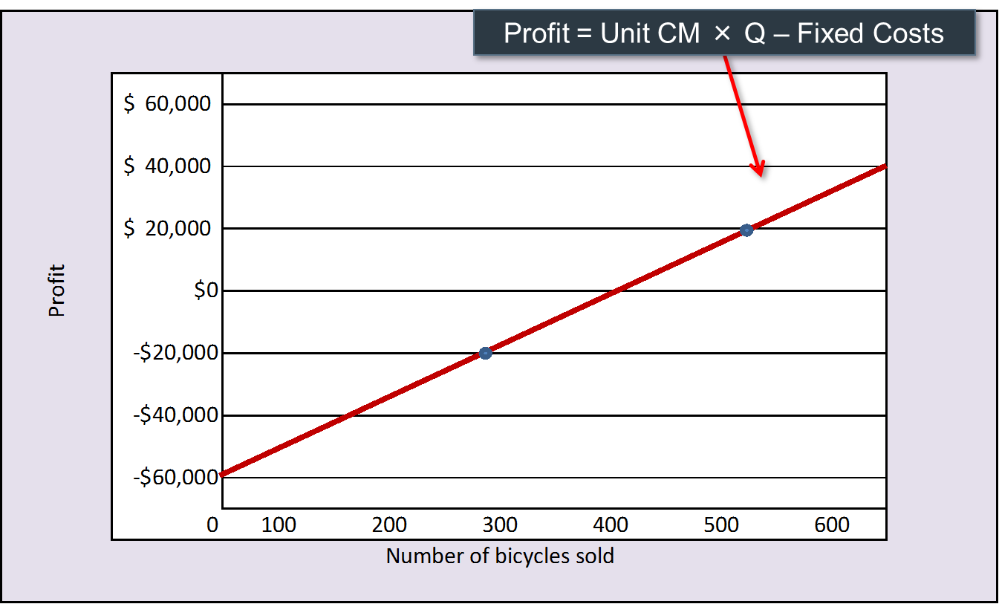 Profit = Unit CM × Q – Fixed Costs
$ 60,000
$ 40,000
$ 20,000
$0
-$20,000
-$40,000
-$60,000
Profit
0 100 200 300 400 500 600
Number of bicycles sold